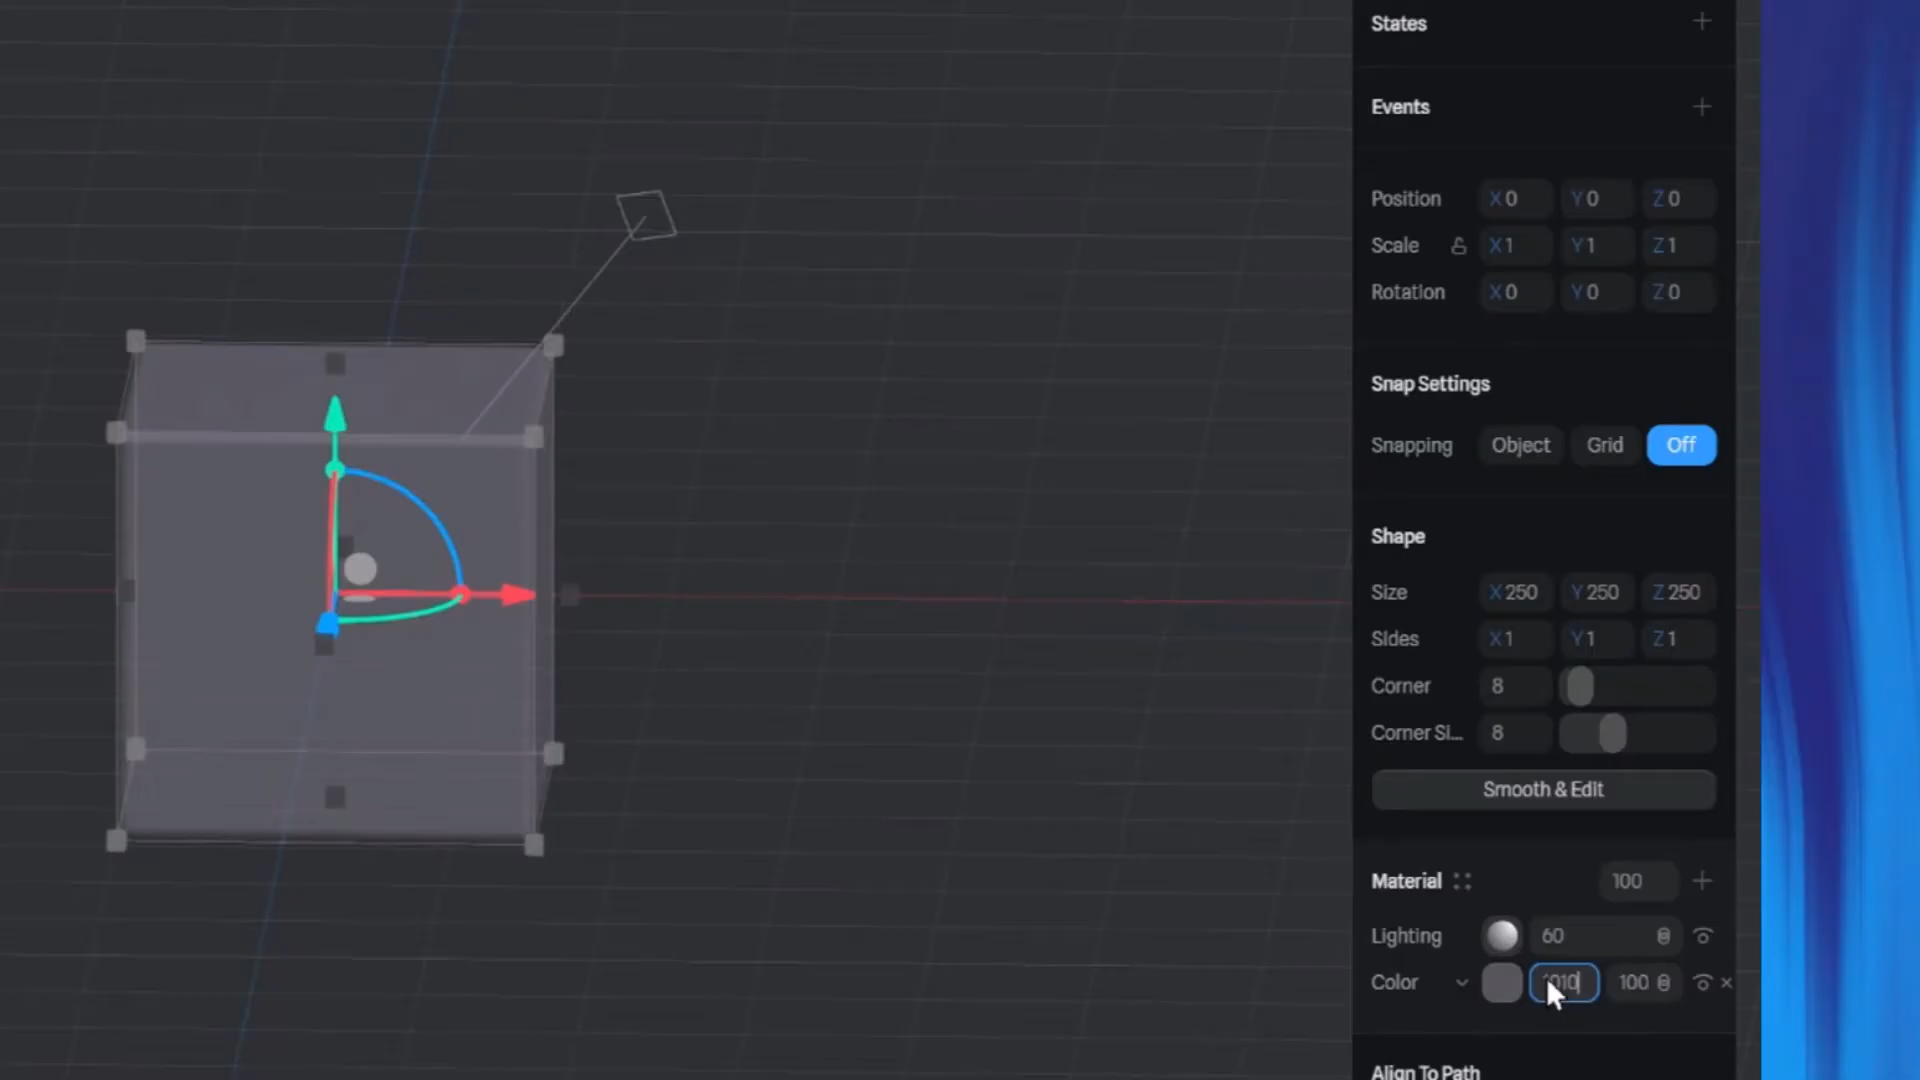 States
Events
Position X 0 Y 0 Z 0
Scale X 1 Y 1 Z 1
Rotation X 0 Y 0 Z 0
Snap Settings
Snapping Object Grid Off
Shape
Size X 250 Y 250 Z 250
Sides X 1 Y 1 Z 1
Corner 8
Corner Si... 8
Smooth & Edit
Material 100
Lighting 60
Color 100
Align To Path